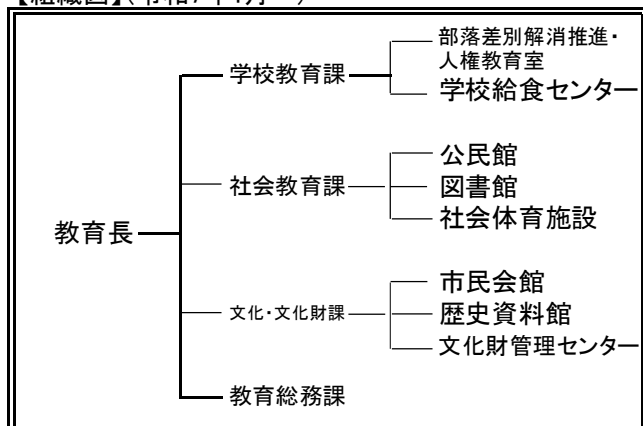 部落差別解消推進・
人権教育室
学校教育課
学校給食センター
公民館
社会教育課
図書館
社会体育施設
教育長
市民会館
文化・文化財課
歴史資料館
文化財管理センター
教育総務課